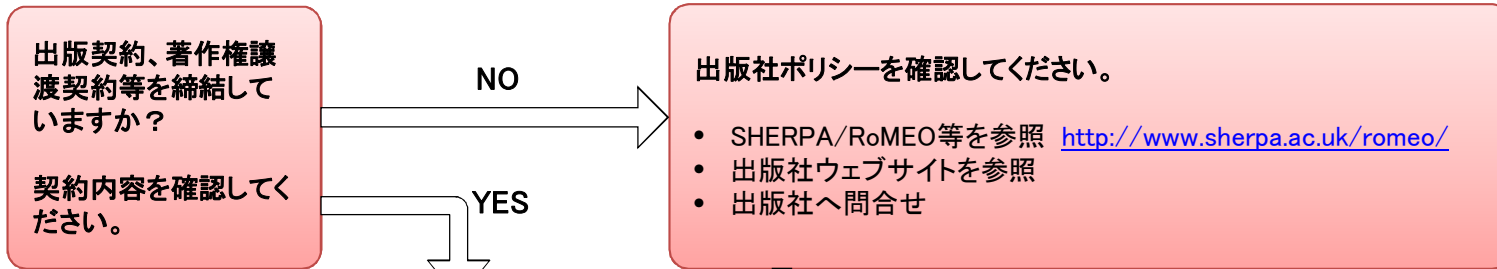 出版契約、著作権譲
渡契約等を締結して
いますか？
契約内容を確認してく
ださい。
NO
YES
出版社ポリシーを確認してください。
• SHERPA/RoMEO等を参照 http://www.sherpa.ac.uk/romeo/
• 出版社ウェブサイトを参照
• 出版社へ問合せ